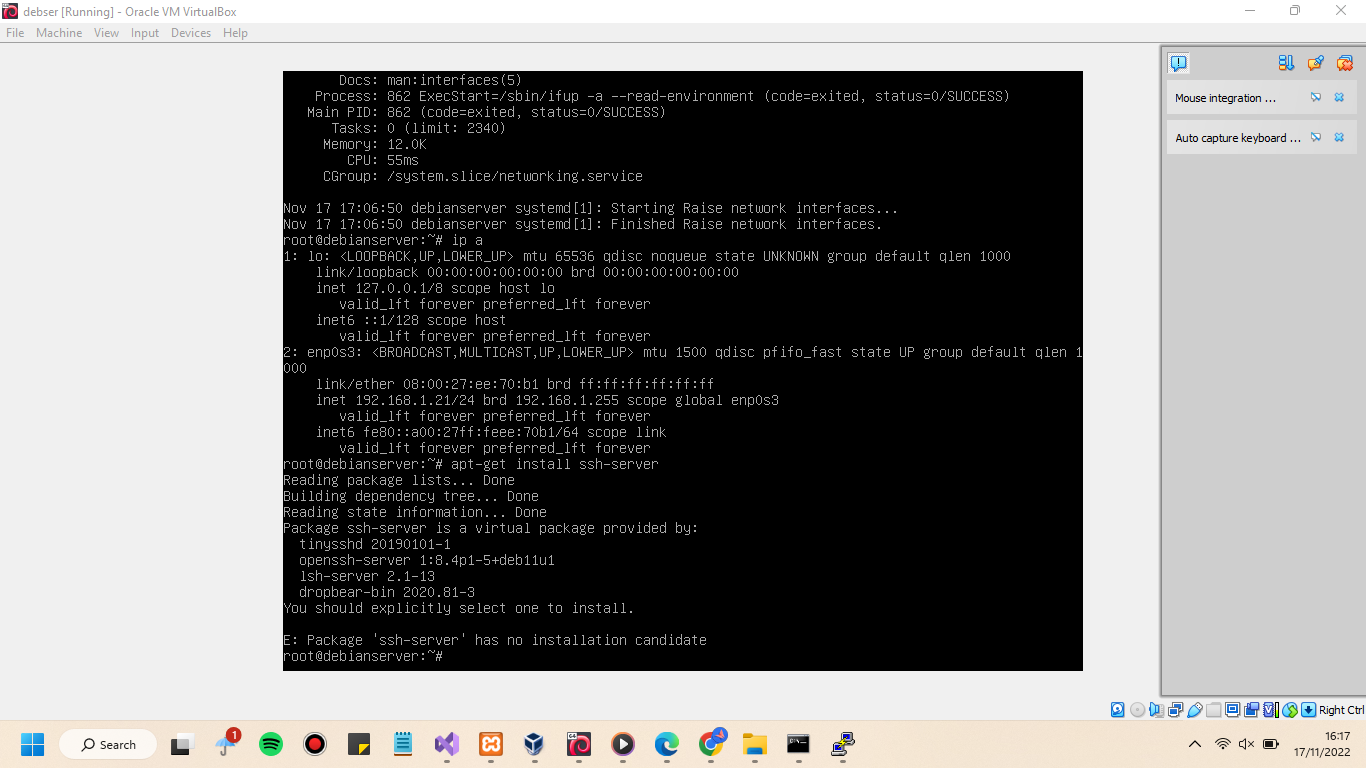 debser [Running] - Oracle VM VirtualBox
File Machine View Input Devices Help
Docs: man:interfaces(5)
Process: 862 ExecStart=/sbin/ifup -a --read-environment (code=exited, status=0/SUCCESS)
Main PID: 862 (code=exited, status=0/SUCCESS)
Tasks: 0 (limit: 2340)
Memory: 12.0K
CPU: 55ms
CGroup: /system.slice/networking.service
Nov 17 17:06:50 debianserver systemd[1]: Starting Raise network interfaces...
Nov 17 17:06:50 debianserver systemd[1]: Finished Raise network interfaces.
root@debianserver:~# ip a
1: lo: <LOOPBACK,UP,LOWER_UP> mtu 65536 qdisc noqueue state UNKNOWN group default qlen 1000
link/loopback 00:00:00:00:00:00 brd 00:00:00:00:00:00
inet 127.0.0.1/8 scope host lo
valid_lft forever preferred_lft forever
inet6 ::1/128 scope host
valid_lft forever preferred_lft forever
2: enp0s3: <BROADCAST,MULTICAST,UP,LOWER_UP> mtu 1500 qdisc pfifo_fast state UP group default qlen 1
000
link/ether 08:00:27:ee:70:b1 brd ff:ff:ff:ff:ff:ff
inet 192.168.1.21/24 brd 192.168.1.255 scope global enp0s3
valid_lft forever preferred_lft forever
inet6 fe80::a00:27ff:feee:70b1/64 scope link
valid_lft forever preferred_lft forever
root@debianserver:~# apt-get install ssh-server
Reading package lists... Done
Building dependency tree... Done
Reading state information... Done
Package ssh-server is a virtual package provided by:
tinysshd 20190101-1
openssh-server 1:8.4p1-5+deb11u1
lsh-server 2.1-13
dropbear-bin 2020.81-3
You should explicitly select one to install.
E: Package 'ssh-server' has no installation candidate
root@debianserver:~#
Mouse integration ...
Auto capture keyboard ...
Right Ctrl
Search
1
16:17
17/11/2022